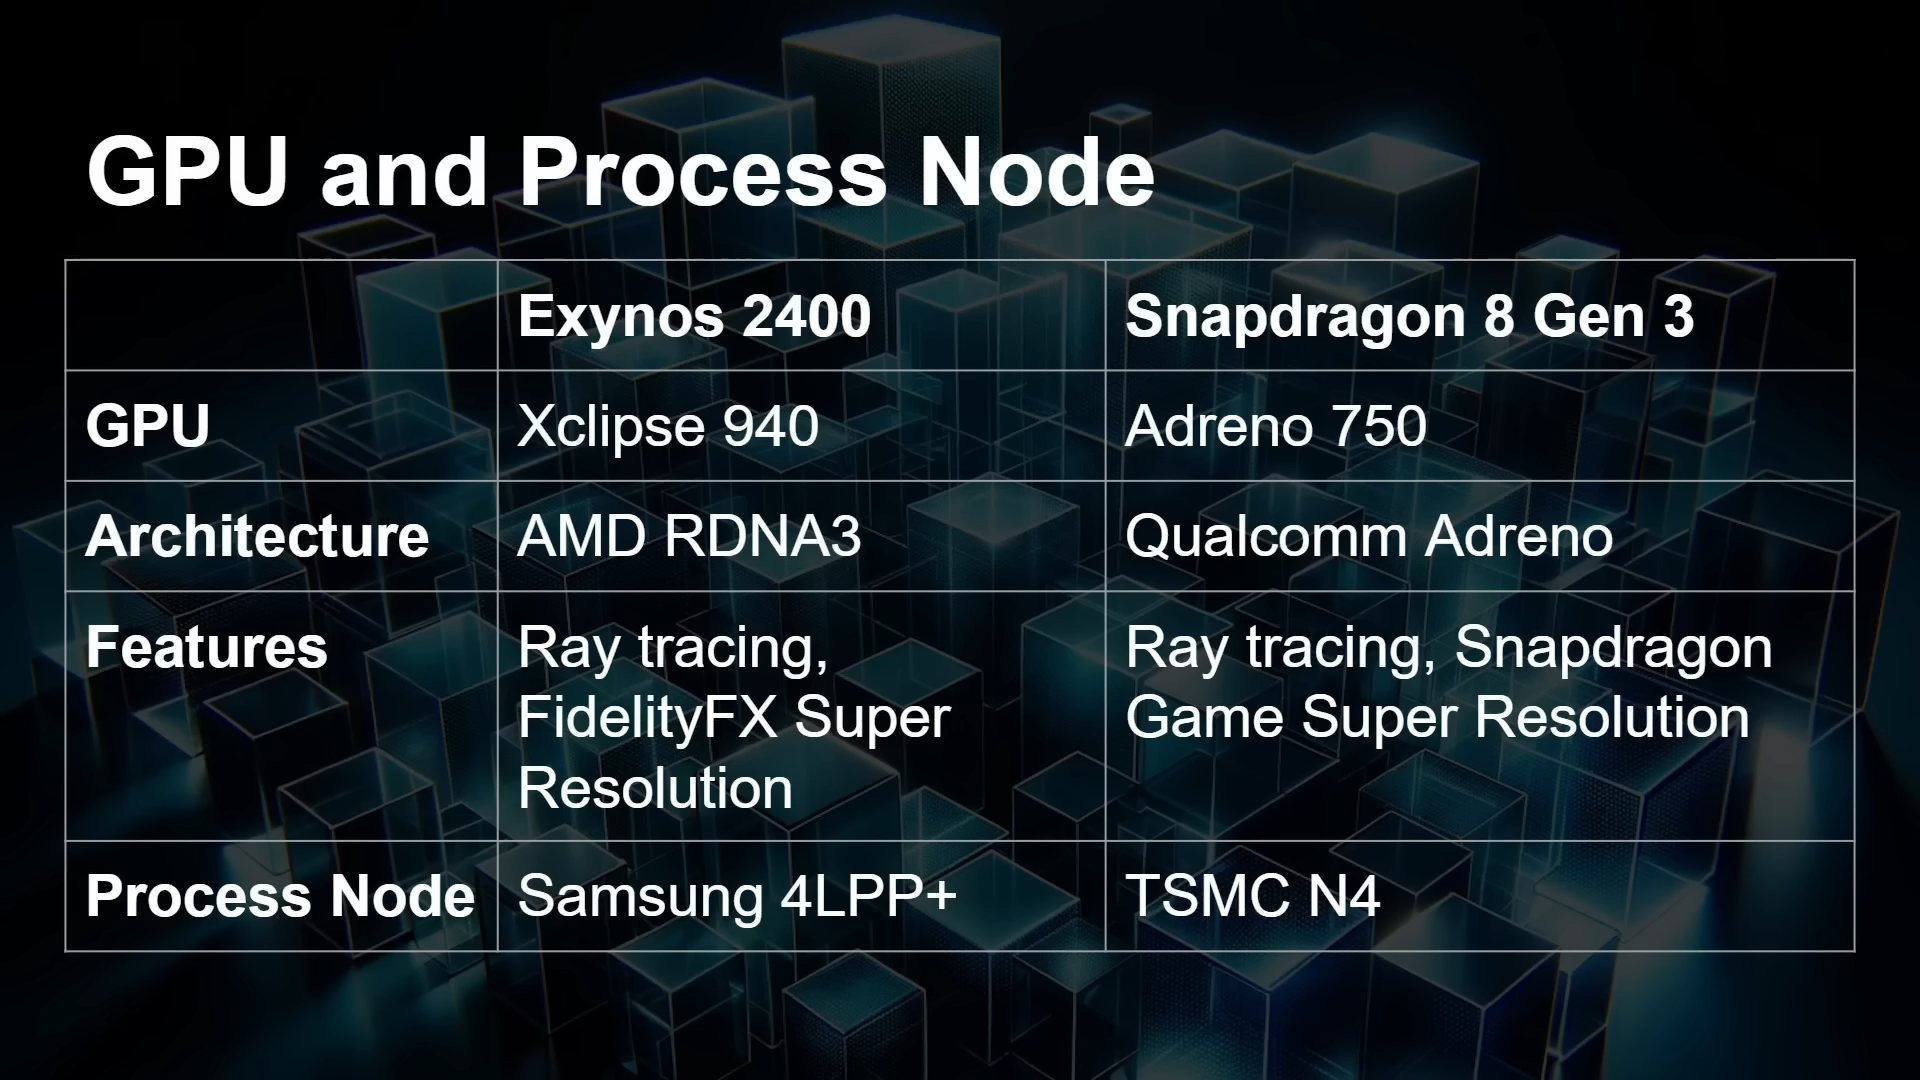 GPU and Process Node
Exynos 2400 Snapdragon 8 Gen 3
GPU Xclipse 940 Adreno 750
Architecture AMD RDNA3 Qualcomm Adreno
Features Ray tracing, Ray tracing, Snapdragon
FidelityFX Super Game Super Resolution
Resolution
Process Node Samsung 4LPP+ TSMC N4